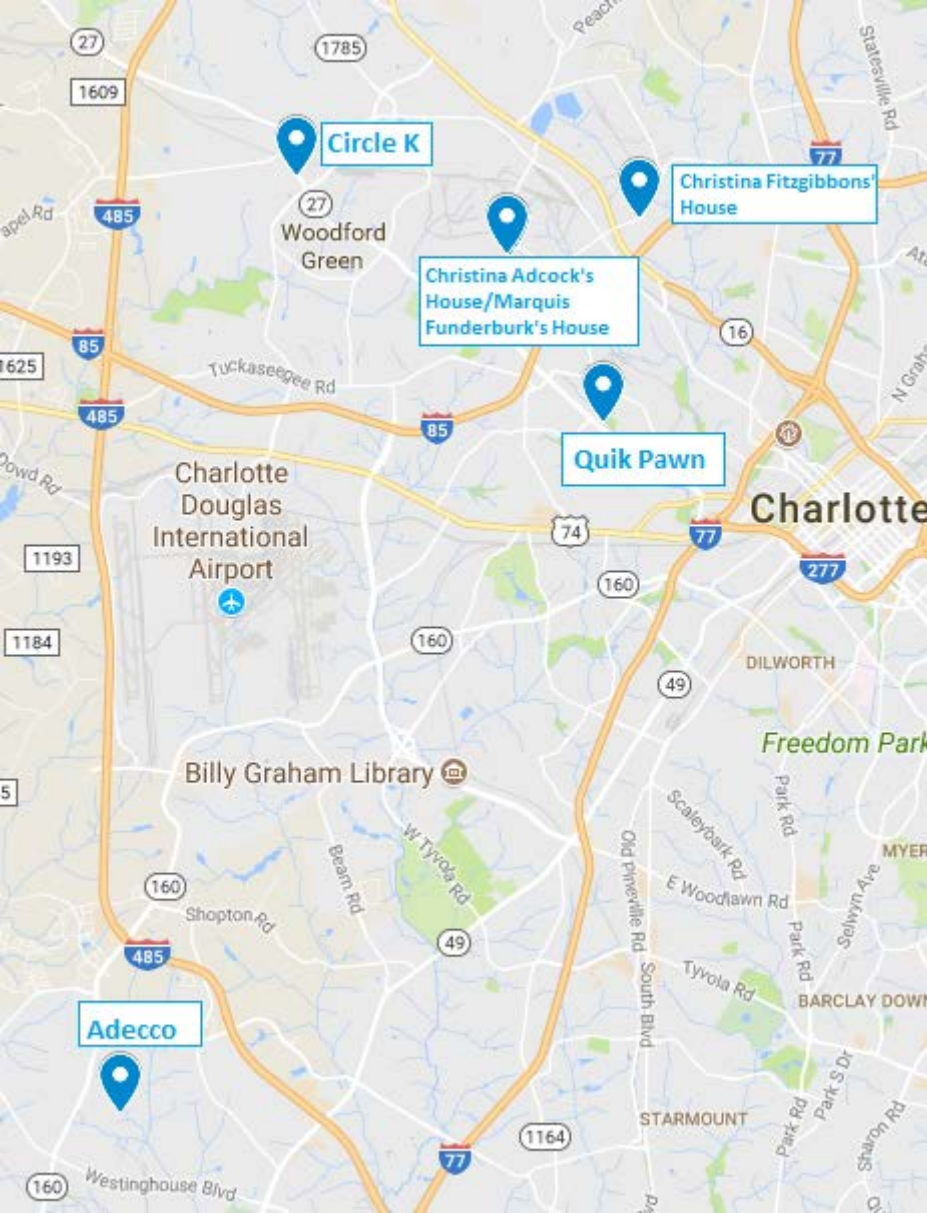 27
1785
Peach
Statesville Rd
1609
77
Circle K
Christina Fitzgibbons'
House
27
485
apel Rd
Woodford
Green
Christina Adcock's
House/Marquis
Funderburk's House
16
85
1625
Tuckaseegee Rd
N Graha
485
85
Quik Pawn
Dowd Rd
Charlotte
Douglas
International
Airport
Charlotte
74
77
277
1193
160
1184
160
DILWORTH
49
Freedom Park
Billy Graham Library
5
Park Rd
Scaleybark Rd
W Tyvola Rd
Old Pineville Rd
MYER
Beam Rd
160
E Woodlawn Rd
Selwyn Ave
Shopton Rd
49
Park Rd
485
South Blvd
Tyvola Rd
BARCLAY DOWN
Adecco
Park S Dr
STARMOUNT
Park Rd
Sharon Rd
1164
77
160
Westinghouse Blvd